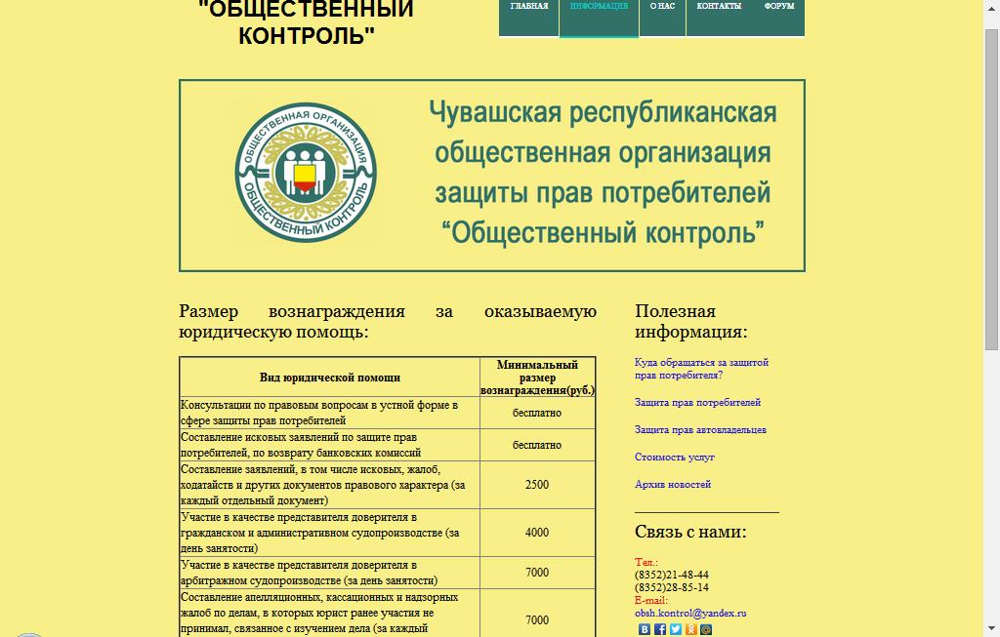 "ОБЩЕСТВЕННЫЙ
КОНТРОЛЬ"
ГЛАВНАЯ
ИНФОРМАЦИЯ
О НАС
КОНТАКТЫ
ФОРУМ
ОБЩЕСТВЕННАЯ ОРГАНИЗАЦИЯ
ОБЩЕСТВЕННЫЙ КОНТРОЛЬ
Чувашская республиканская
общественная организация
защиты прав потребителей
“Общественный контроль”
Размер вознаграждения за оказываемую
юридическую помощь:
Вид юридической помощи
Минимальный
размер
вознаграждения(руб.)
Консультации по правовым вопросам в устной форме в
сфере защиты прав потребителей
бесплатно
Составление исковых заявлений по защите прав
потребителей, по возврату банковских комиссий
бесплатно
Составление заявлений, в том числе исковых, жалоб,
ходатайств и других документов правового характера (за
каждый отдельный документ)
2500
Участие в качестве представителя доверителя в
гражданском и административном судопроизводстве (за
день занятости)
4000
Участие в качестве представителя доверителя в
арбитражном судопроизводстве (за день занятости)
7000
Составление апелляционных, кассационных и надзорных
жалоб по делам, в которых юрист ранее участия не
принимал, связанное с изучением дела (за каждый
7000
Полезная
информация:
Куда обращаться за защитой
прав потребителя?
Защита прав потребителей
Защита прав автовладельцев
Стоимость услуг
Архив новостей
Связь с нами:
Тел.:
(8352)21-48-44
(8352)28-85-14
E-mail:
obsh.kontrol@yandex.ru